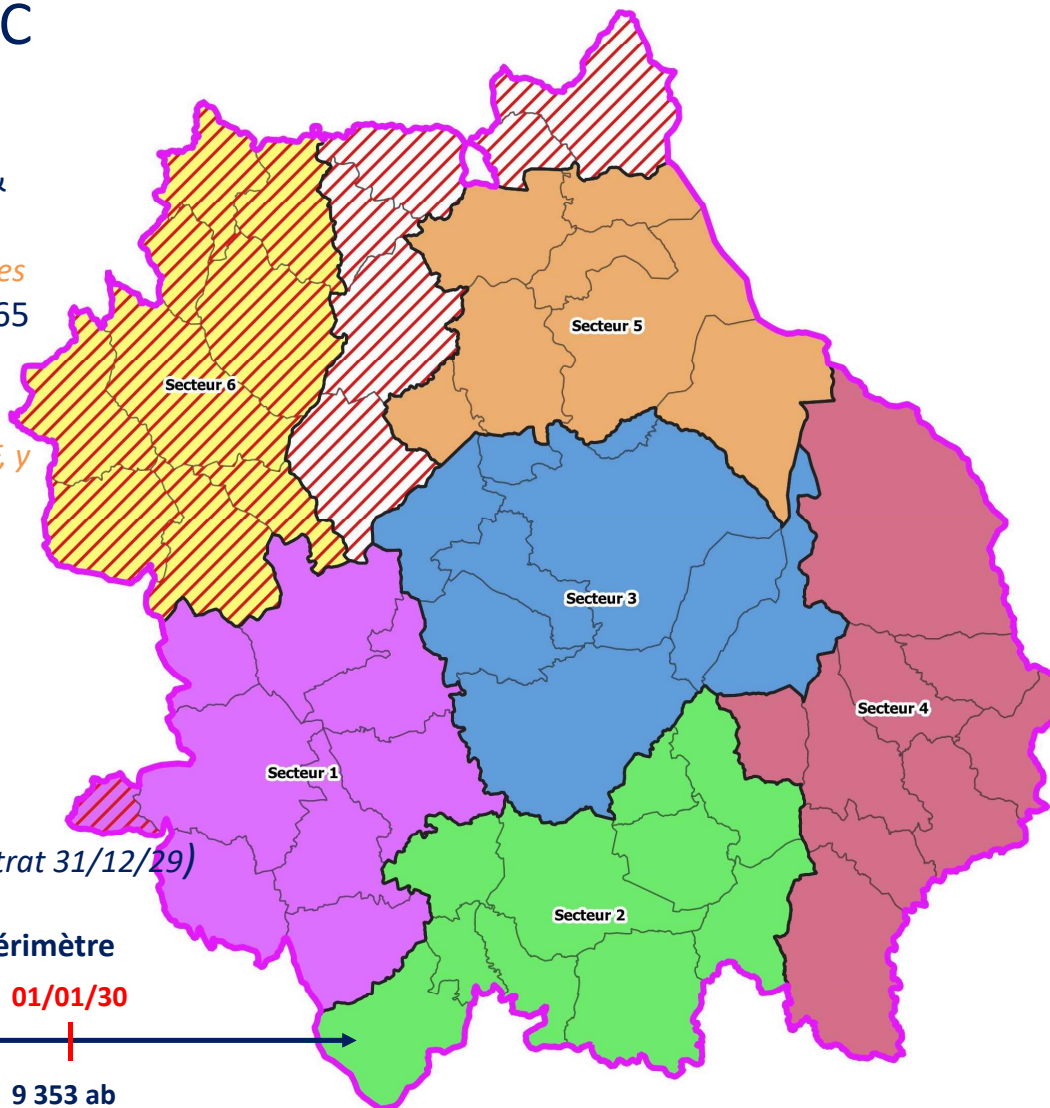 C
&
es
65
, y
Secteur 5
Secteur 6
Secteur 3
Secteur 4
Secteur 1
trat 31/12/29)
Secteur 2
érimètre
01/01/30
9 353 ab